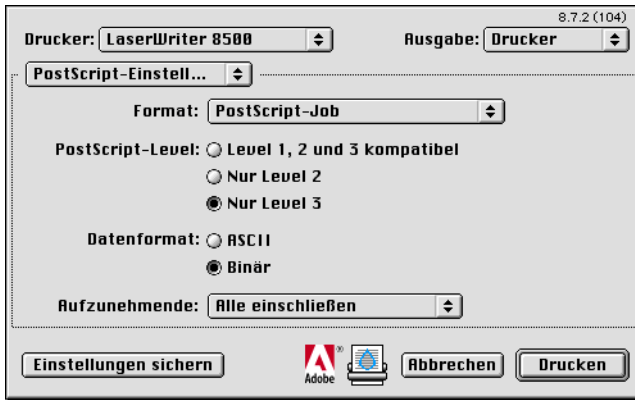 8.7.2 (104)
Drucker: LaserWriter 8500 Ausgabe: Drucker
PostScript-Einstell...
Format: PostScript-Job
PostScript-Level: Level 1, 2 und 3 kompatibel
Nur Level 2
Nur Level 3
Datenformat: ASCII
Binär
Aufzunehmende: Alle einschließen
Einstellungen sichern Adobe® Abbrechen Drucken